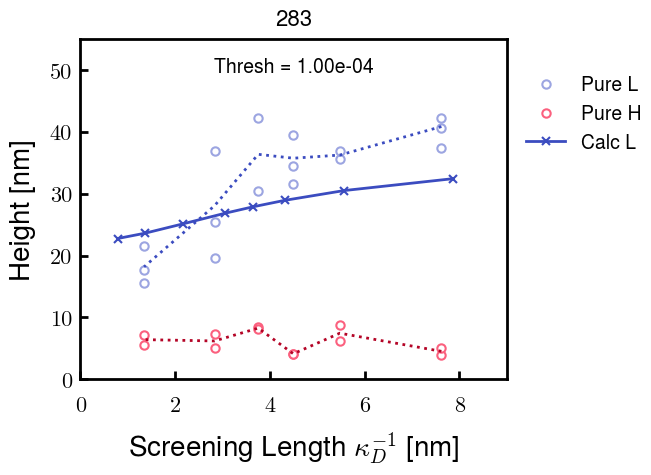 283
Thresh = 1.00e-04
50
40
30
20
10
0
0 2 4 6 8
Height [nm]
Screening Length κ_D^{-1} [nm]
Pure L
Pure H
Calc L